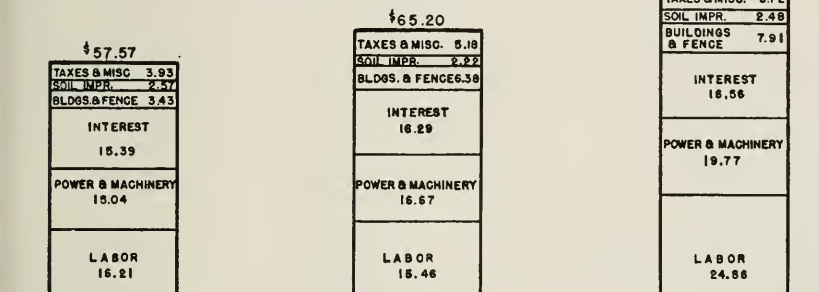 $57.57
TAXES & MISC 3.93
SOIL IMPR. 2.57
BLDGS. & FENCE 3.43
INTEREST
15.39
POWER & MACHINERY
15.04
LABOR
16.21
$65.20
TAXES & MISC. 5.18
SOIL IMPR. 2.22
BLDGS. & FENCE 6.38
INTEREST
16.29
POWER & MACHINERY
16.67
LABOR
18.46
TAXES & MISC.
SOIL IMPR. 2.48
BUILDINGS & FENCE 7.91
INTEREST
18.56
POWER & MACHINERY
19.77
LABOR
24.86